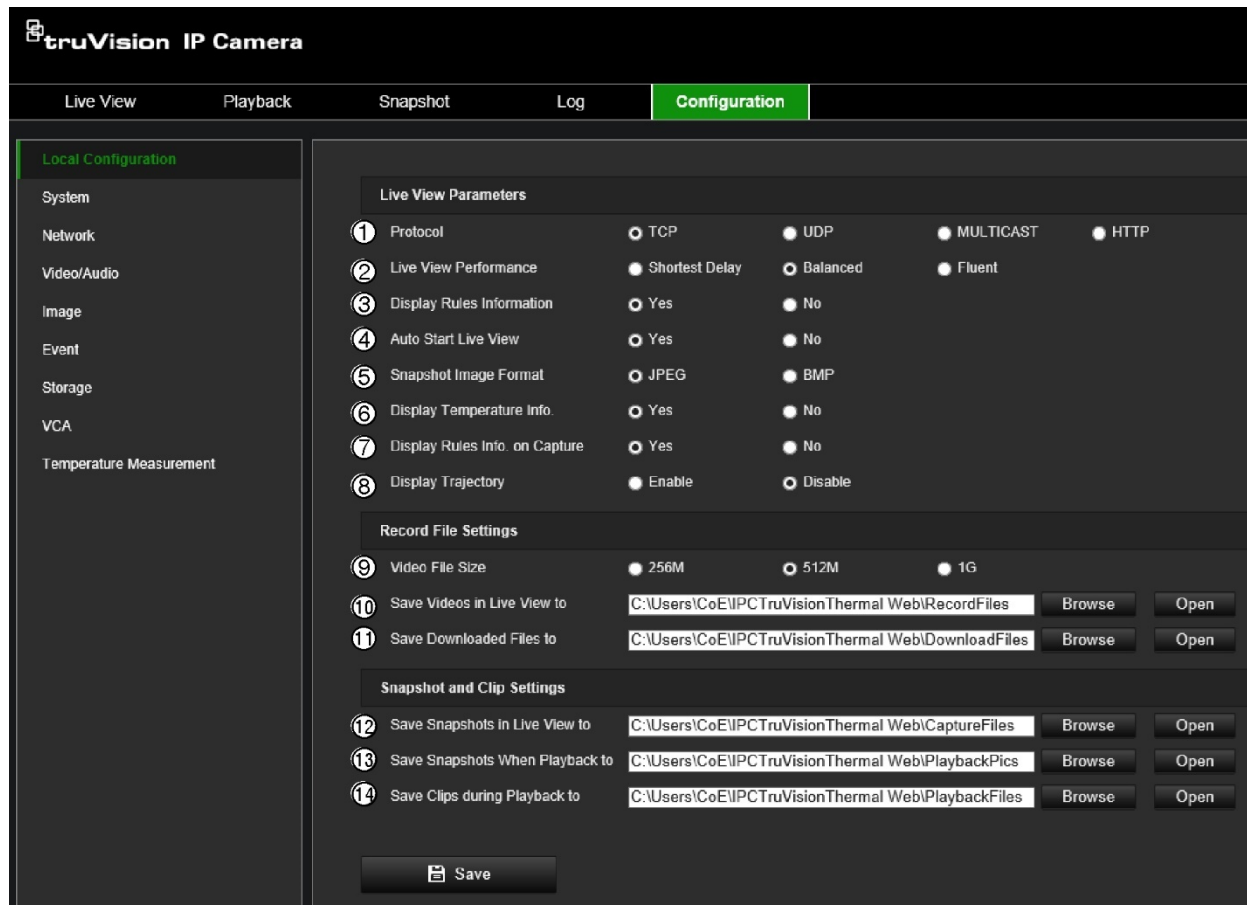 truVision IP Camera
Live View Playback Snapshot Log Configuration
Local Configuration
System
Network
Video/Audio
Image
Event
Storage
VCA
Temperature Measurement
Live View Parameters
1 Protocol TCP UDP MULTICAST HTTP
2 Live View Performance Shortest Delay Balanced Fluent
3 Display Rules Information Yes No
4 Auto Start Live View Yes No
5 Snapshot Image Format JPEG BMP
6 Display Temperature Info. Yes No
7 Display Rules Info. on Capture Yes No
8 Display Trajectory Enable Disable
Record File Settings
9 Video File Size 256M 512M 1G
10 Save Videos in Live View to C:\Users\CoE\IPCTruVisionThermal Web\RecordFiles Browse Open
11 Save Downloaded Files to C:\Users\CoE\IPCTruVisionThermal Web\DownloadFiles Browse Open
Snapshot and Clip Settings
12 Save Snapshots in Live View to C:\Users\CoE\IPCTruVisionThermal Web\CaptureFiles Browse Open
13 Save Snapshots When Playback to C:\Users\CoE\IPCTruVisionThermal Web\PlaybackPics Browse Open
14 Save Clips during Playback to C:\Users\CoE\IPCTruVisionThermal Web\PlaybackFiles Browse Open
Save